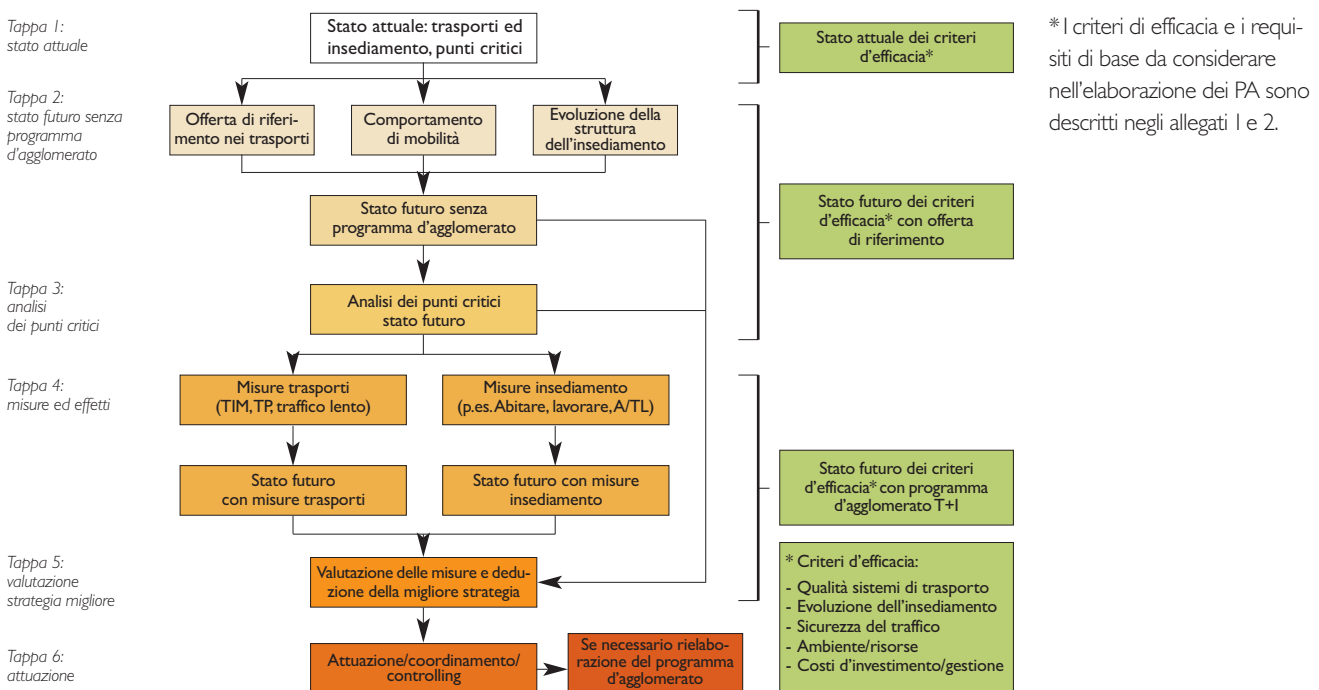 Tappa 1:
stato attuale
Stato attuale: trasporti ed
insediamento, punti critici
Stato attuale dei criteri
d'efficacia*
* I criteri di efficacia e i requi-
siti di base da considerare
nell'elaborazione dei PA sono
descritti negli allegati 1 e 2.
Tappa 2:
stato futuro senza
programma
d'agglomerato
Offerta di riferi-
mento nei trasporti
Comportamento
di mobilità
Evoluzione della
struttura
dell'insediamento
Stato futuro senza
programma d'agglomerato
Stato futuro dei criteri
d'efficacia* con offerta
di riferimento
Tappa 3:
analisi
dei punti critici
Analisi dei punti critici
stato futuro
Tappa 4:
misure ed effetti
Misure trasporti
(TIM, TP, traffico lento)
Misure insediamento
(p.es. Abitare, lavorare, A/TL)
Stato futuro
con misure trasporti
Stato futuro con misure
insediamento
Stato futuro dei criteri
d'efficacia* con programma
d'agglomerato T+I
Tappa 5:
valutazione
strategia migliore
Valutazione delle misure e dedu-
zione della migliore strategia
* Criteri d'efficacia:
- Qualità sistemi di trasporto
- Evoluzione dell'insediamento
- Sicurezza del traffico
- Ambiente/risorse
- Costi d'investimento/gestione
Tappa 6:
attuazione
Attuazione/coordinamento/
controlling
Se necessario rielabo-
razione del programma
d'agglomerato